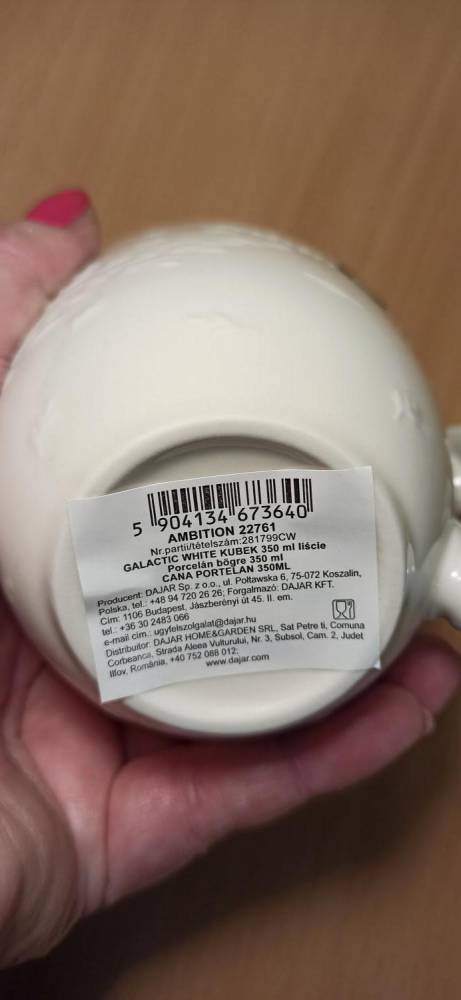 5 904134 673640
AMBITION 22761
Nr.partii/tételszám:281799CW
GALACTIC WHITE KUBEK 350 ml liście
Porcelán bögre 350 ml
CANA PORTELAN 350ML
Producent: DAJAR Sp. z o.o., ul. Połtawska 6, 75-072 Koszalin,
Polska, tel.: +48 94 720 26 26; Forgalmazó: DAJAR KFT.
Cím: 1106 Budapest, Jászberényi út 45. II. em.
tel.: +36 30 2483 066
e-mail cím.: ugyfelszolgalat@dajar.hu
Distribuitor: DAJAR HOME&GARDEN SRL, Sat Petre ti, Comuna
Corbeanca, Strada Aleea Vulturului, Nr. 3, Subsol, Cam. 2, Judet
Ilfov, România, +40 752 088 012;
www.dajar.com